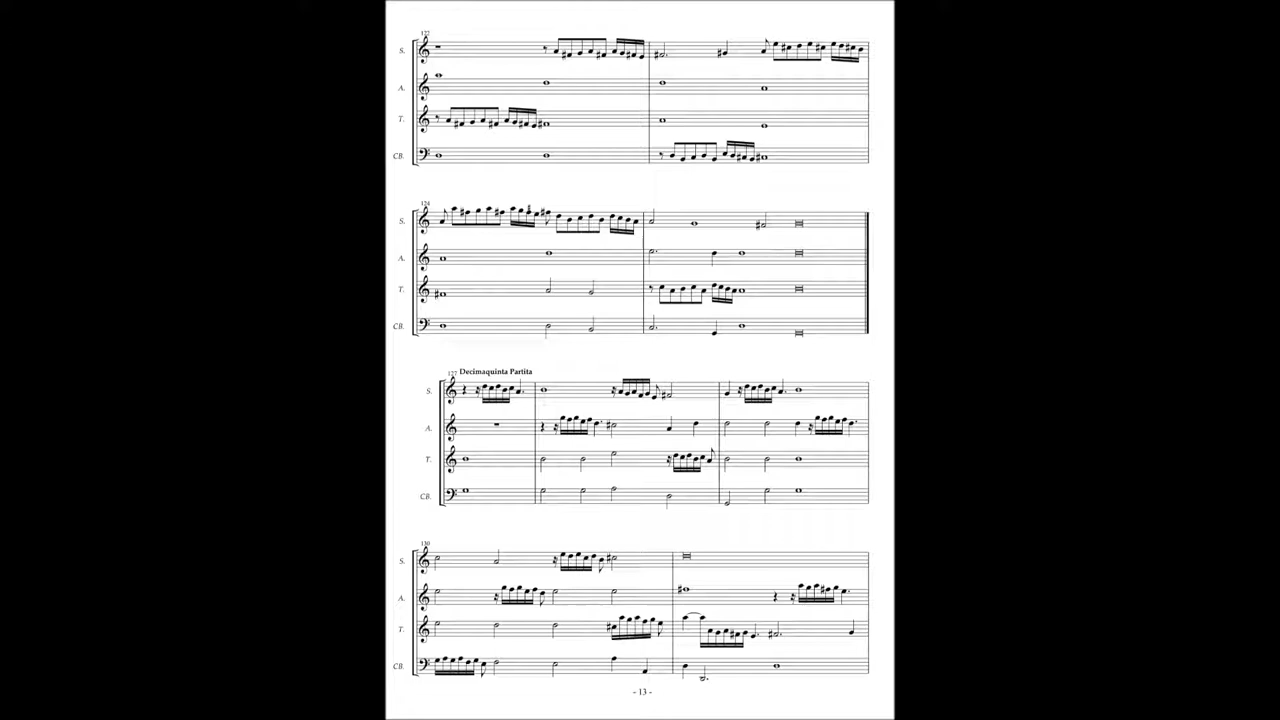 122
S.
A.
T.
CB.
124
S.
A.
T.
CB.
127 Decimaquinta Partita
S.
A.
T.
CB.
130
S.
A.
T.
CB.
- 13 -